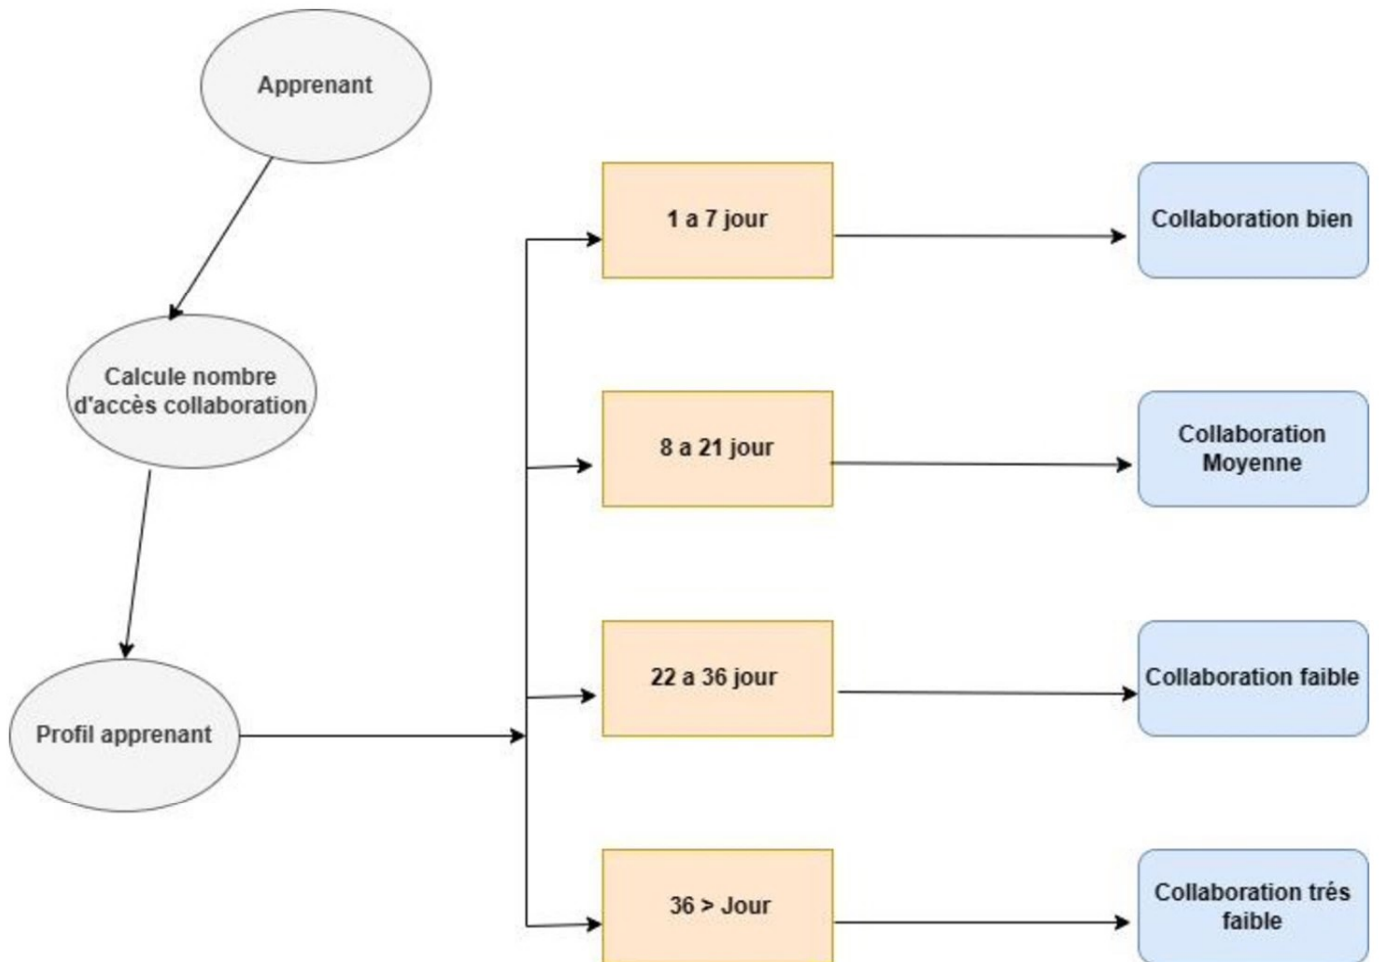 Apprenant
Calcule nombre
d'accès collaboration
Profil apprenant
1 a 7 jour
Collaboration bien
8 a 21 jour
Collaboration
Moyenne
22 a 36 jour
Collaboration faible
36 > Jour
Collaboration trés
faible